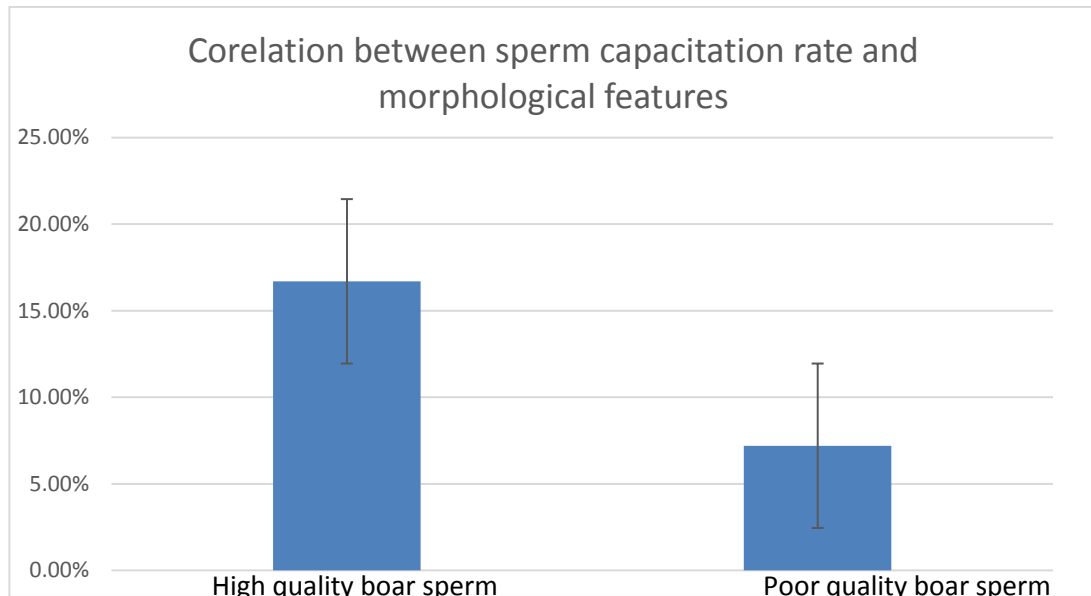 Corelation between sperm capacitation rate and
morphological features
25.00%
20.00%
15.00%
10.00%
5.00%
0.00%
High quality boar sperm
Poor quality boar sperm